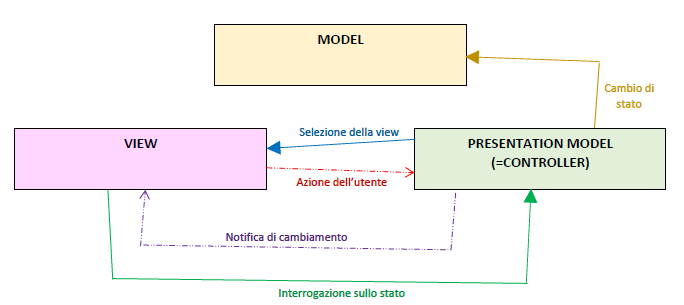 MODEL
Cambio di
stato
VIEW
Selezione della view
PRESENTATION MODEL
(=CONTROLLER)
Azione dell'utente
Notifica di cambiamento
Interrogazione sullo stato